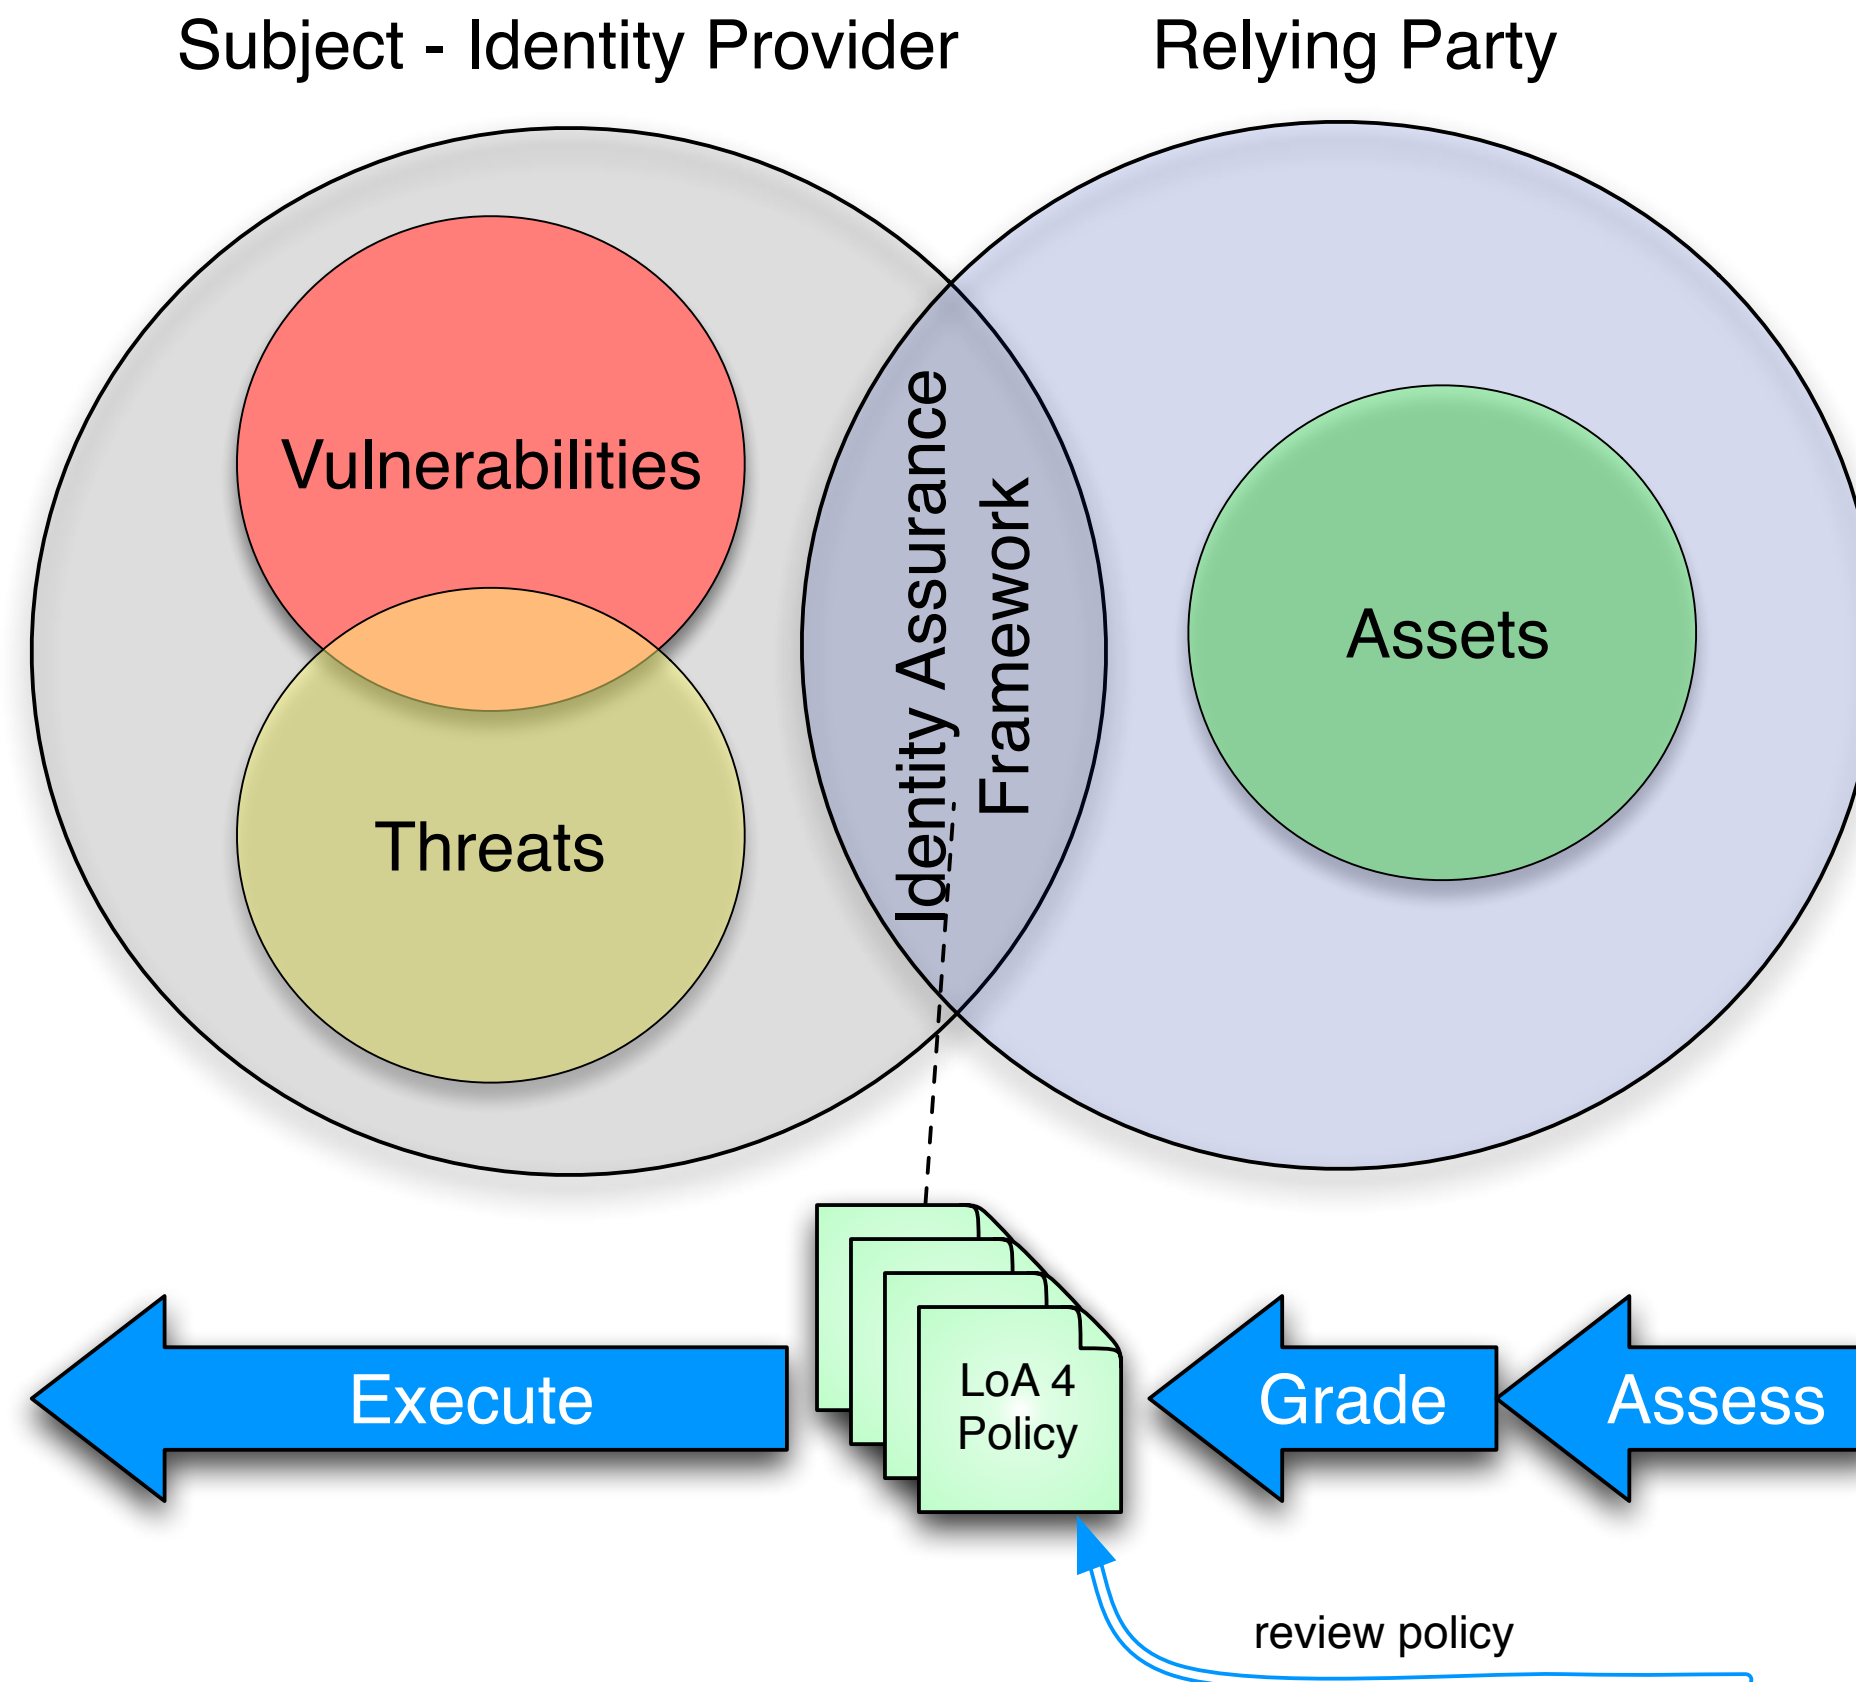 Subject - Identity Provider
Relying Party
Vulnerabilities
Threats
Identity Assurance
Framework
Assets
Execute
LoA 4
Policy
Grade
Assess
review policy